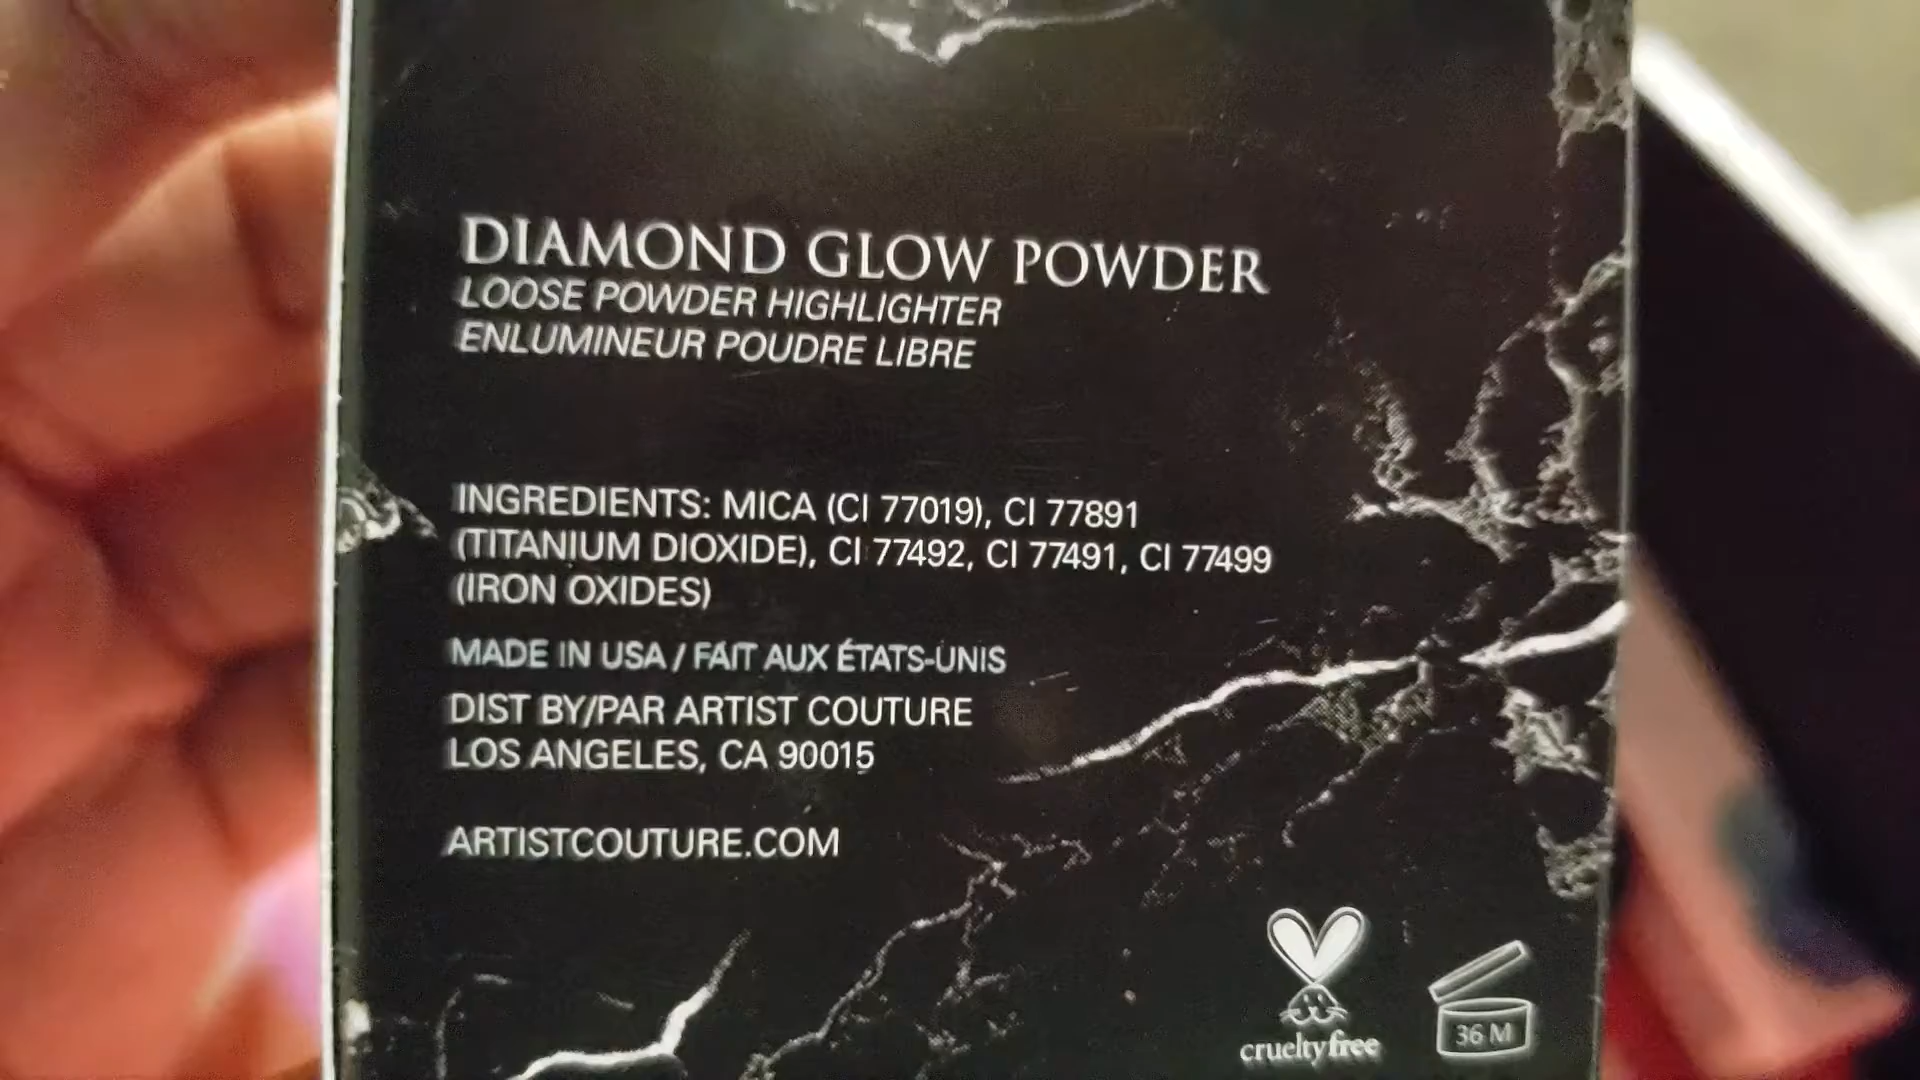 DIAMOND GLOW POWDER
LOOSE POWDER HIGHLIGHTER
ENLUMINEUR POUDRE LIBRE
INGREDIENTS: MICA (CI 77019), CI 77891
(TITANIUM DIOXIDE), CI 77492, CI 77491, CI 77499
(IRON OXIDES)
MADE IN USA / FAIT AUX ÉTATS-UNIS
DIST BY/PAR ARTIST COUTURE
LOS ANGELES, CA 90015
ARTISTCOUTURE.COM
crueltyfree
36 M